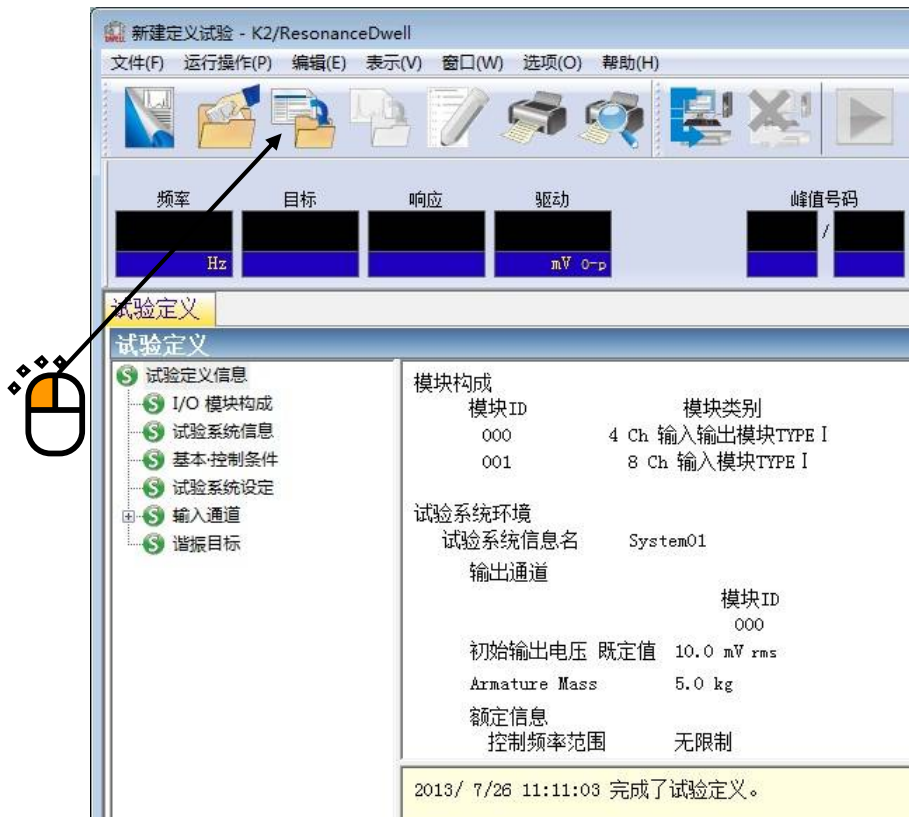 新建定义试验 - K2/ResonanceDwell
文件(F) 运行操作(P) 编辑(E) 表示(V) 窗口(W) 选项(O) 帮助(H)
频率 目标 响应 驱动 峰值号码
/
Hz mV 0-p
试验定义
试验定义
试验定义信息
I/O 模块构成
试验系统信息
基本·控制条件
试验系统设定
输入通道
谐振目标
模块构成
模块ID 模块类别
000 4 Ch 输入输出模块TYPE I
001 8 Ch 输入模块TYPE I
试验系统环境
试验系统信息名 System01
输出通道
模块ID
000
初始输出电压 既定值 10.0 mV rms
Armature Mass 5.0 kg
额定信息
控制频率范围 无限制
2013/ 7/26 11:11:03 完成了试验定义。